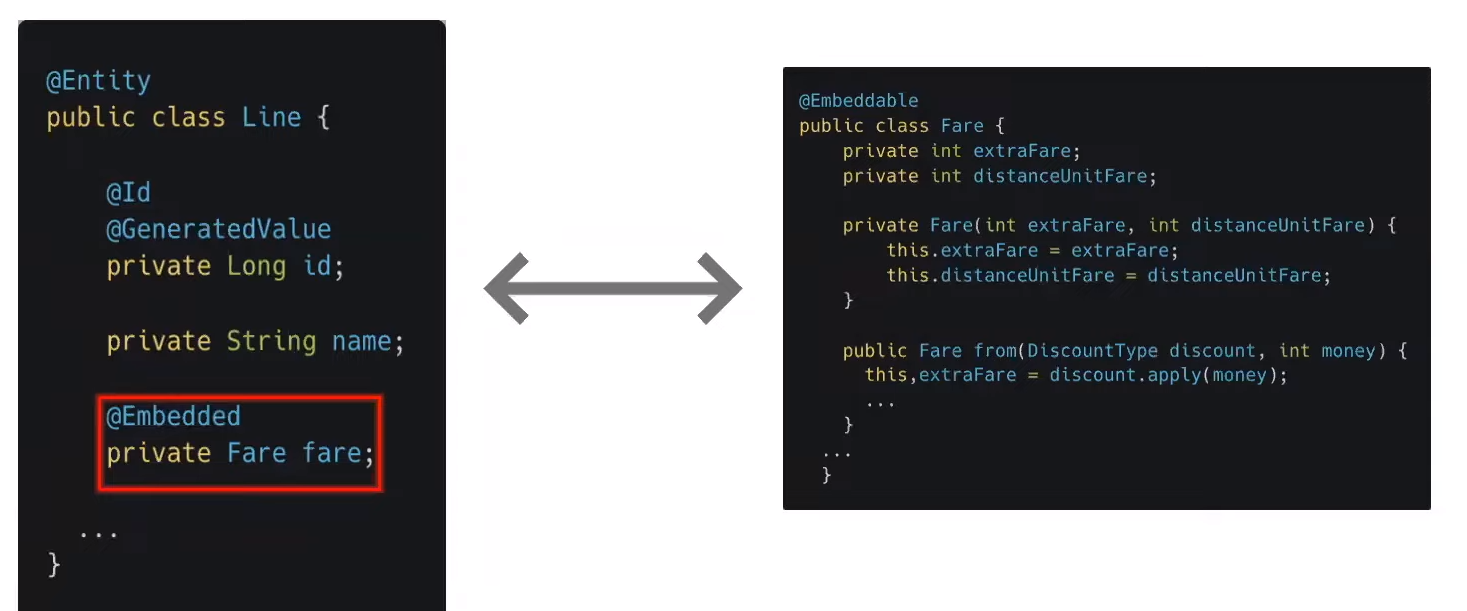 @Entity
public class Line {
@Id
@GeneratedValue
private Long id;
private String name;
@Embedded
private Fare fare;
...
}
@Embeddable
public class Fare {
private int extraFare;
private int distanceUnitFare;
private Fare(int extraFare, int distanceUnitFare) {
this.extraFare = extraFare;
this.distanceUnitFare = distanceUnitFare;
}
public Fare from(DiscountType discount, int money) {
this,extraFare = discount.apply(money);
...
}
...
}